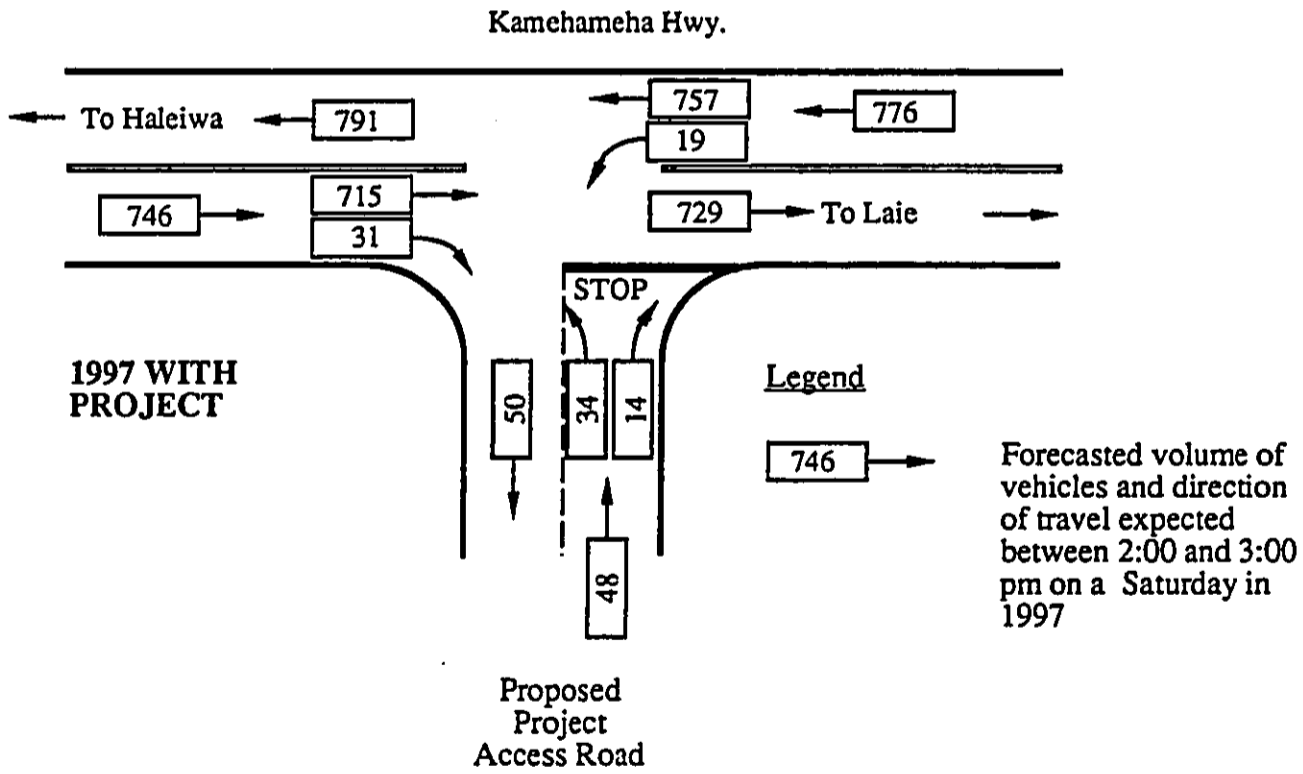 Kamehameha Hwy.
To Haleiwa
791
757
776
19
746
715
31
729
To Laie
STOP
1997 WITH
PROJECT
50
34
14
48
Legend
746
Forecasted volume of
vehicles and direction
of travel expected
between 2:00 and 3:00
pm on a Saturday in
1997
Proposed
Project
Access Road